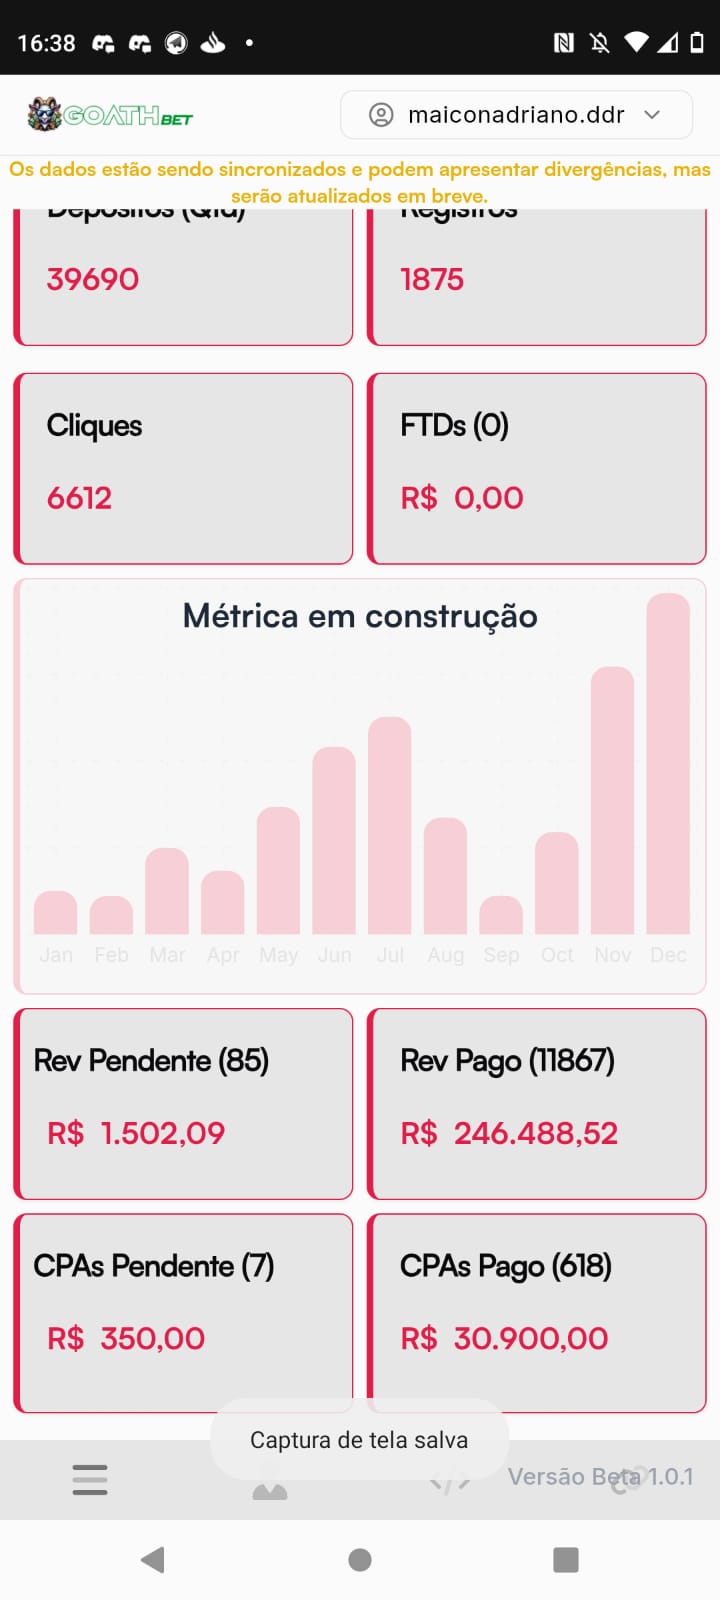 16:38
GOATHBET
maiconadriano.ddr
Os dados estão sendo sincronizados e podem apresentar divergências, mas
serão atualizados em breve.
Depósitos (Qtd)
Registros
39690
1875
Cliques
FTDs (0)
6612
R$ 0,00
Métrica em construção
Jan Feb Mar Apr May Jun Jul Aug Sep Oct Nov Dec
Rev Pendente (85)
Rev Pago (11867)
R$ 1.502,09
R$ 246.488,52
CPAs Pendente (7)
CPAs Pago (618)
R$ 350,00
R$ 30.900,00
Captura de tela salva
Versão Beta 1.0.1